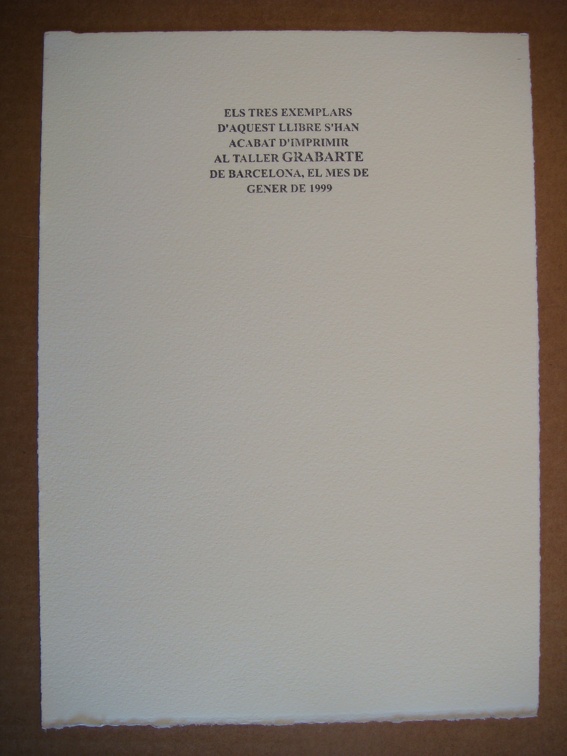 ELS TRES EXEMPLARS
D'AQUEST LLIBRE S'HAN
ACABAT D'IMPRIMIR
AL TALLER GRABARTE
DE BARCELONA, EL MES DE
GENER DE 1999